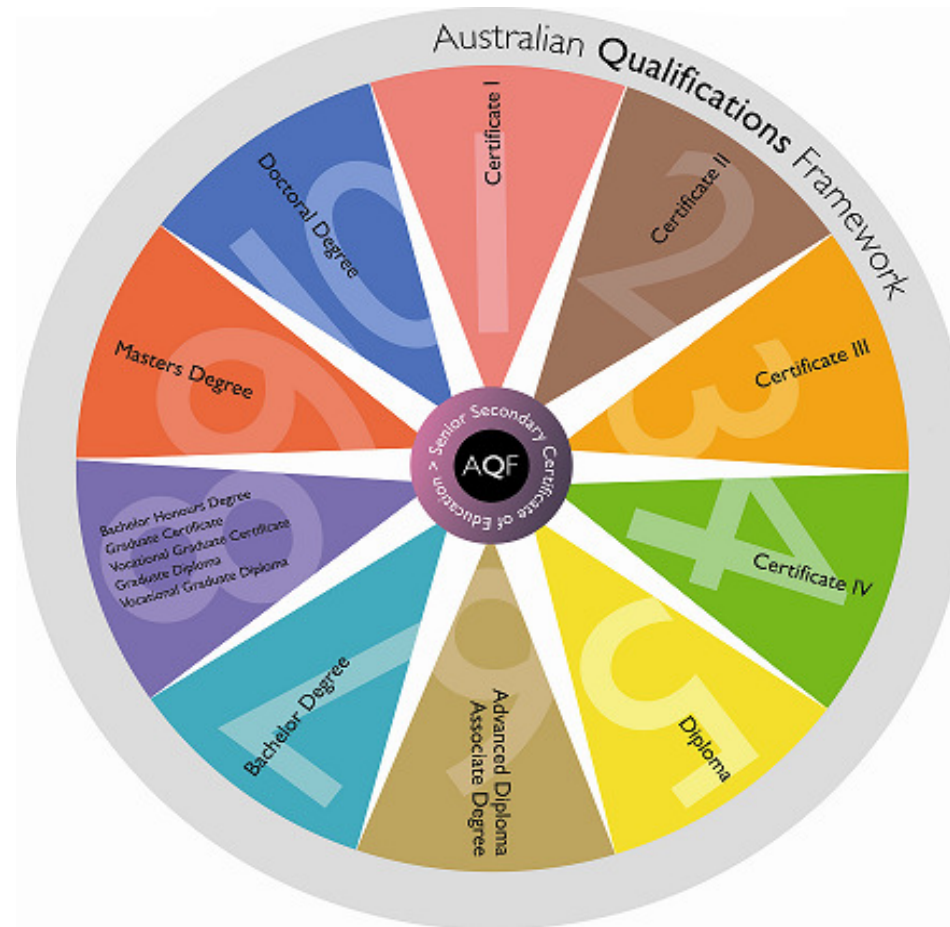 Australian Qualifications Framework
Certificate I
1
Certificate II
2
Certificate III
3
Certificate IV
4
Diploma
5
Advanced Diploma
Associate Degree
6
Bachelor Degree
7
Bachelor Honours Degree
Graduate Certificate
Vocational Graduate Certificate
Graduate Diploma
Vocational Graduate Diploma
8
Masters Degree
9
Doctoral Degree
10
Senior Secondary Certificate of Education >
AQF